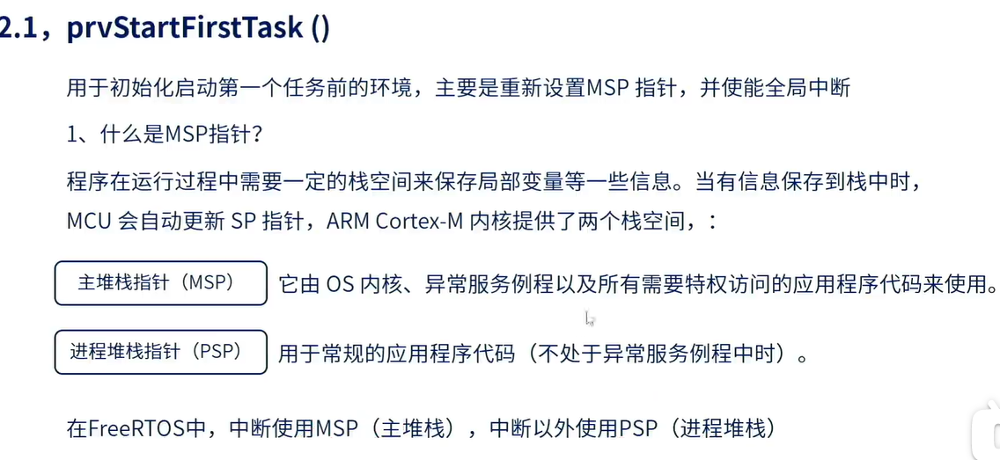 2.1，prvStartFirstTask ()
用于初始化启动第一个任务前的环境，主要是重新设置MSP 指针，并使能全局中断
1、什么是MSP指针？
程序在运行过程中需要一定的栈空间来保存局部变量等一些信息。当有信息保存到栈中时，
MCU 会自动更新 SP 指针，ARM Cortex-M 内核提供了两个栈空间，：
主堆栈指针（MSP） 它由 OS 内核、异常服务例程以及所有需要特权访问的应用程序代码来使用。
进程堆栈指针（PSP） 用于常规的应用程序代码（不处于异常服务例程中时）。
在FreeRTOS中，中断使用MSP（主堆栈），中断以外使用PSP（进程堆栈）